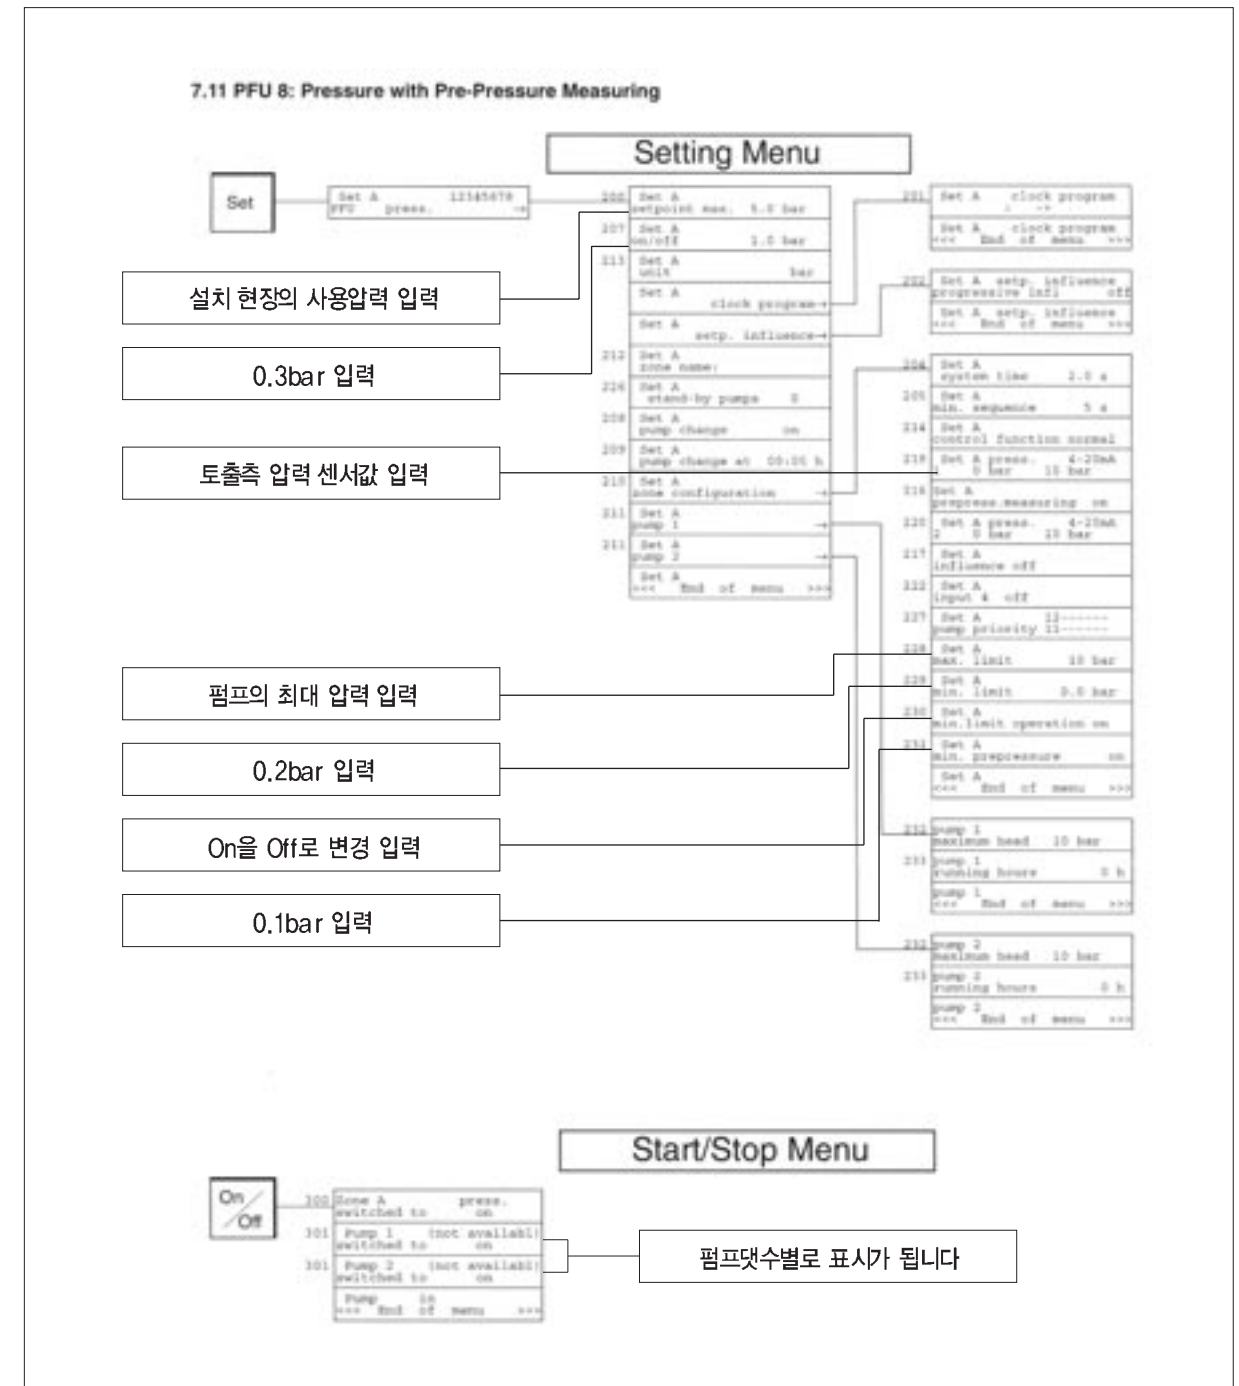 7.11 PFU 8: Pressure with Pre-Pressure Measuring
Setting Menu
Set
Set A 12345678
PFU press. →
200 Set A
setpoint max. 5.0 bar
207 Set A
on/off 1.0 bar
213 Set A
unit bar
Set A
clock program→
Set A
setp. influence→
212 Set A
zone name:
226 Set A
stand-by pumps 0
208 Set A
pump change on
209 Set A
pump change at 00:00 h
210 Set A
zone configuration →
211 Set A
pump 1 →
211 Set A
pump 2 →
Set A
<<< End of menu >>>
설치 현장의 사용압력 입력
0.3bar 입력
토출측 압력 센서값 입력
펌프의 최대 압력 입력
0.2bar 입력
On을 Off로 변경 입력
0.1bar 입력
201 Set A clock program
Set A clock program
<<< End of menu >>>
202 Set A setp. influence
progressive infl off
Set A setp. influence
<<< End of menu >>>
204 Set A
system time 2.0 s
205 Set A
min. sequence 5 s
214 Set A
control function normal
219 Set A press. 4-20mA
1 0 bar 10 bar
216 Set A
prepress.measuring on
220 Set A press. 4-20mA
2 0 bar 10 bar
217 Set A
influence off
222 Set A
input 4 off
227 Set A 12------
pump priority 11------
228 Set A
max. limit 10 bar
229 Set A
min. limit 0.0 bar
230 Set A
min.limit operation on
231 Set A
min. prepressure on
Set A
<<< End of menu >>>
232 pump 1
maximum head 10 bar
233 pump 1
running hours 0 h
pump 1
<<< End of menu >>>
232 pump 2
maximum head 10 bar
233 pump 2
running hours 0 h
pump 2
<<< End of menu >>>
Start/Stop Menu
On/Off
300 Zone A press.
switched to on
301 Pump 1 (not availabl)
switched to on
301 Pump 2 (not availabl)
switched to on
Pump in
<<< End of menu >>>
펌프댓수별로 표시가 됩니다